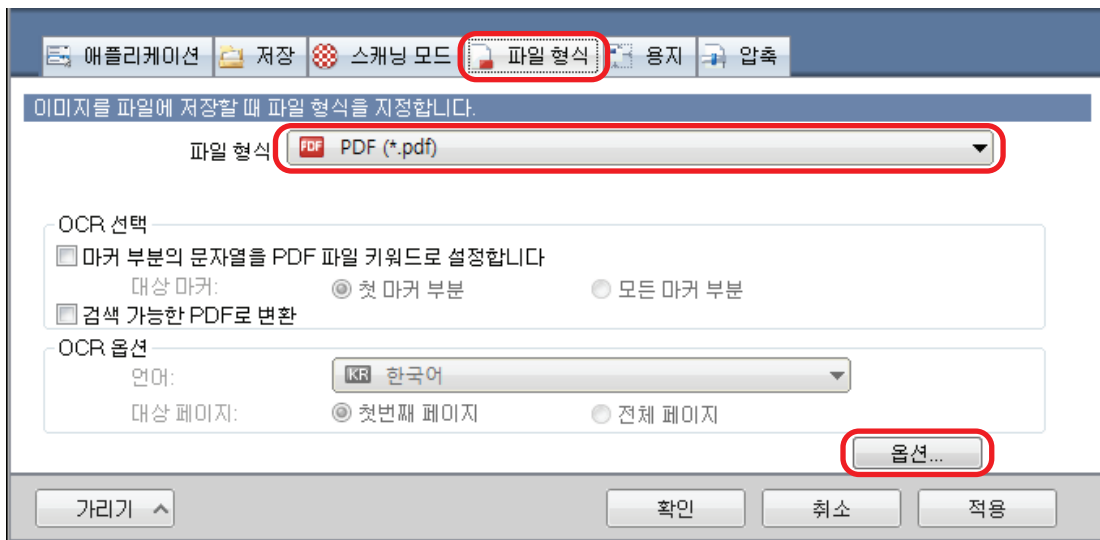 애플리케이션 저장 스캐닝 모드 파일 형식 용지 압축
이미지를 파일에 저장할 때 파일 형식을 지정합니다.
파일 형식 PDF PDF (*.pdf)
OCR 선택
마커 부분의 문자열을 PDF 파일 키워드로 설정합니다
대상 마커: 첫 마커 부분 모든 마커 부분
검색 가능한 PDF로 변환
OCR 옵션
언어: KR 한국어
대상 페이지: 첫번째 페이지 전체 페이지
옵션...
가리기 확인 취소 적용